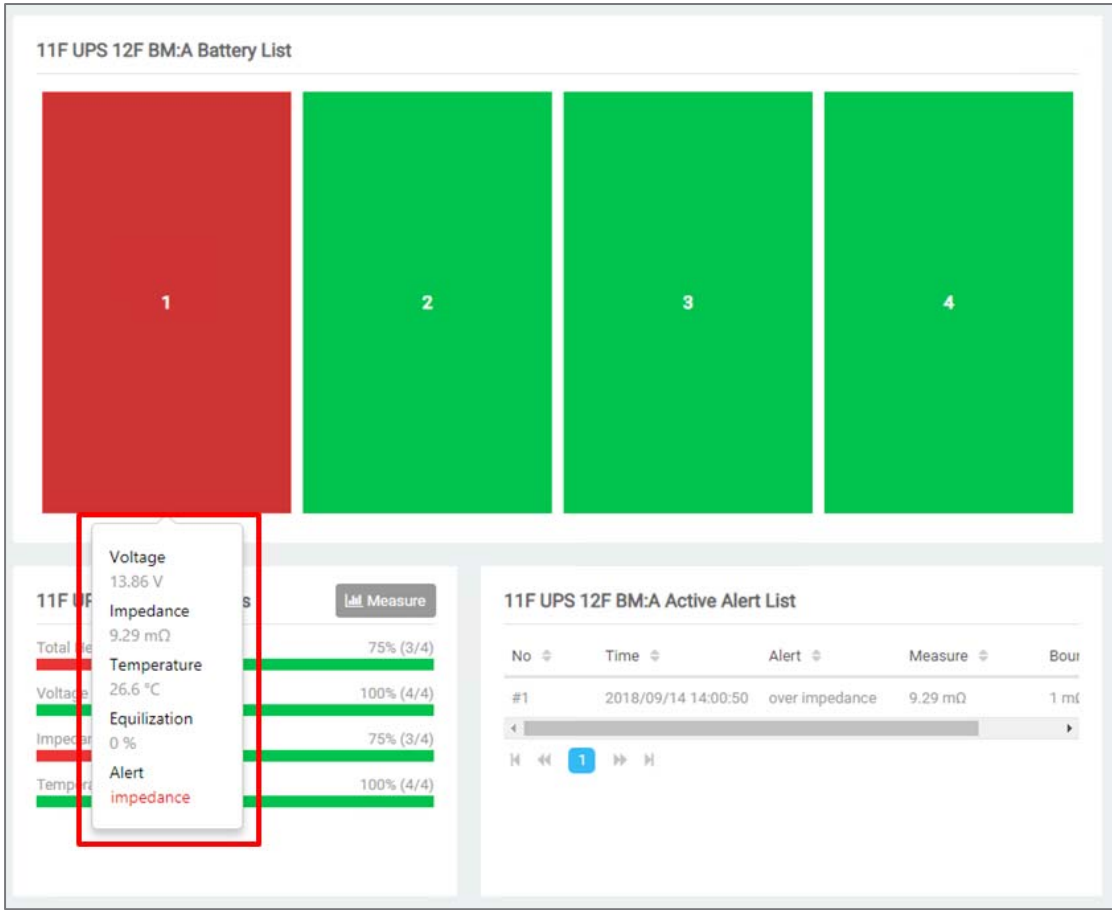 11F UPS 12F BM:A Battery List
1
2
3
4
Voltage
13.86 V
Impedance
9.29 mΩ
Temperature
26.6 °C
Equilization
0 %
Alert
impedance
11F UP s Measure
Total He 75% (3/4)
Voltage 100% (4/4)
Impedan 75% (3/4)
Tempera 100% (4/4)
11F UPS 12F BM:A Active Alert List
No Time Alert Measure Boun
#1 2018/09/14 14:00:50 over impedance 9.29 mΩ 1 mΩ
1